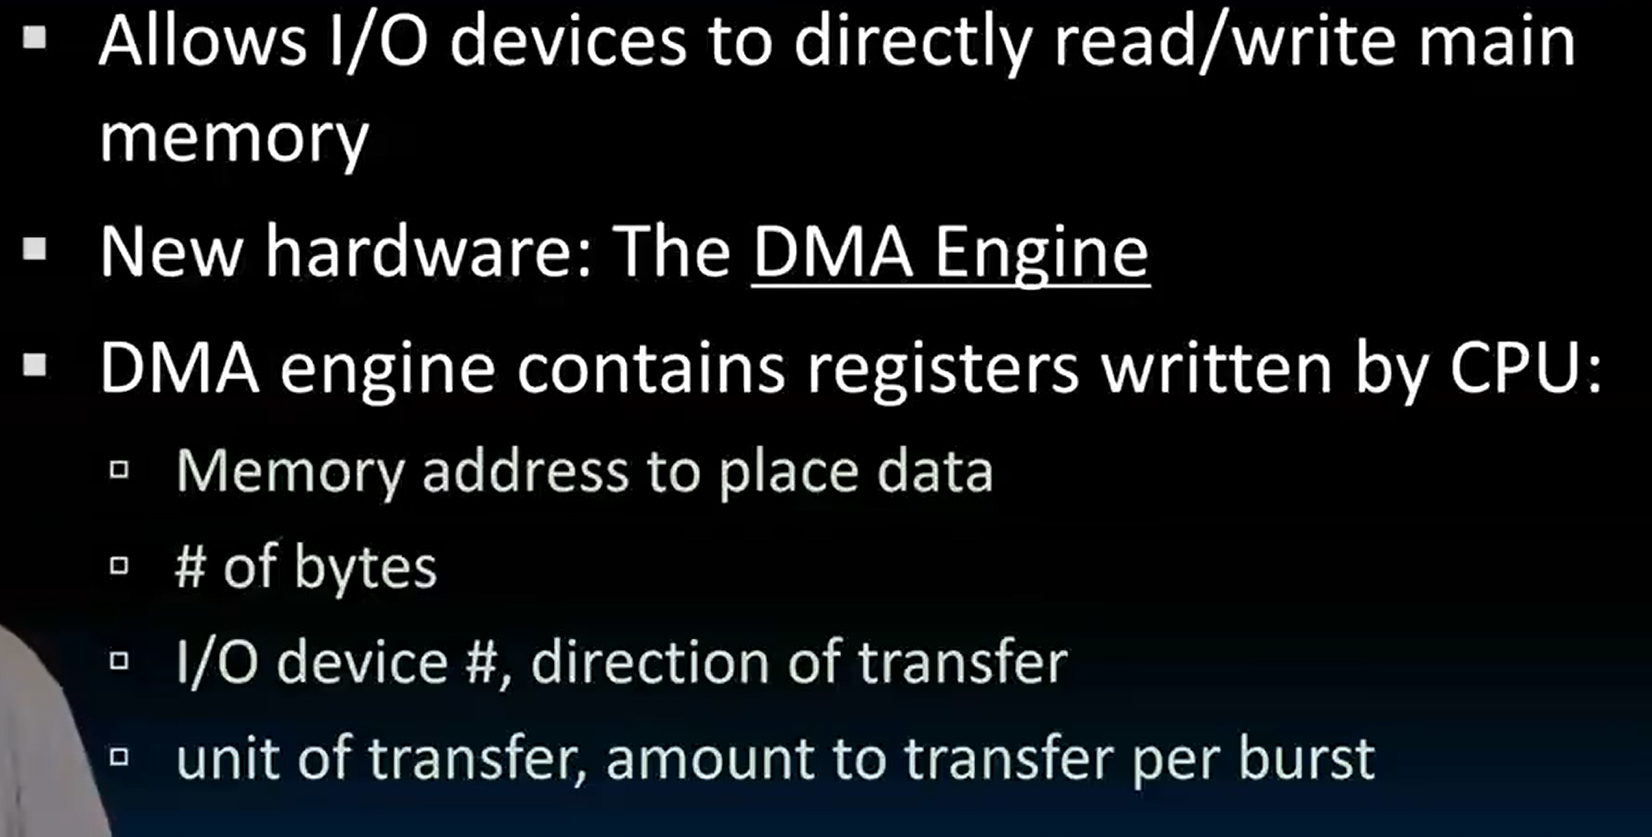 ▪ Allows I/O devices to directly read/write main
memory
▪ New hardware: The DMA Engine
▪ DMA engine contains registers written by CPU:
▫ Memory address to place data
▫ # of bytes
▫ I/O device #, direction of transfer
▫ unit of transfer, amount to transfer per burst